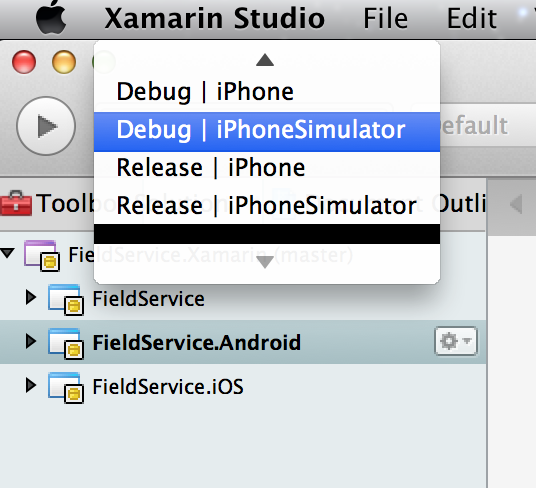 Xamarin Studio File Edit
Debug | iPhone
Debug | iPhoneSimulator
efault
Release | iPhone
Release | iPhoneSimulator
Toolbo
t Outli
FieldService.Xamarin (master)
FieldService
FieldService.Android
FieldService.iOS